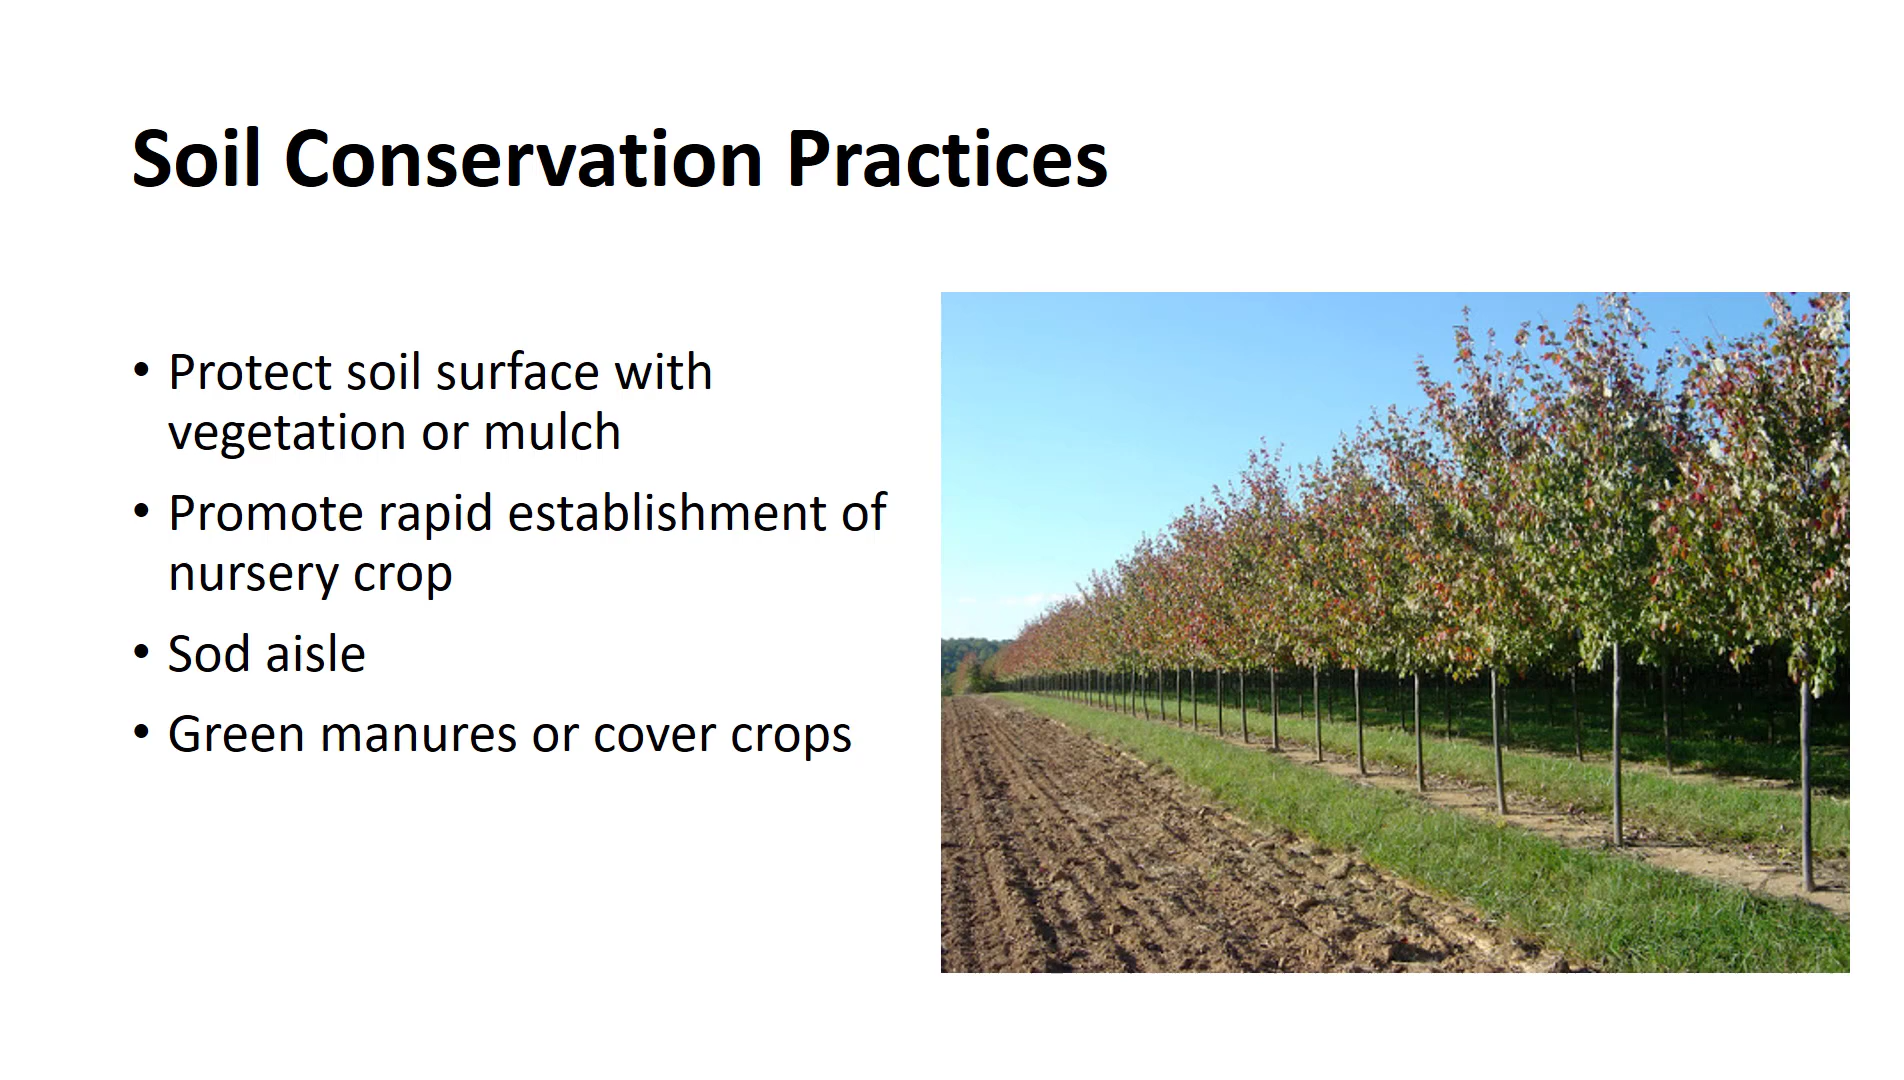 Soil Conservation Practices
• Protect soil surface with
vegetation or mulch
• Promote rapid establishment of
nursery crop
• Sod aisle
• Green manures or cover crops